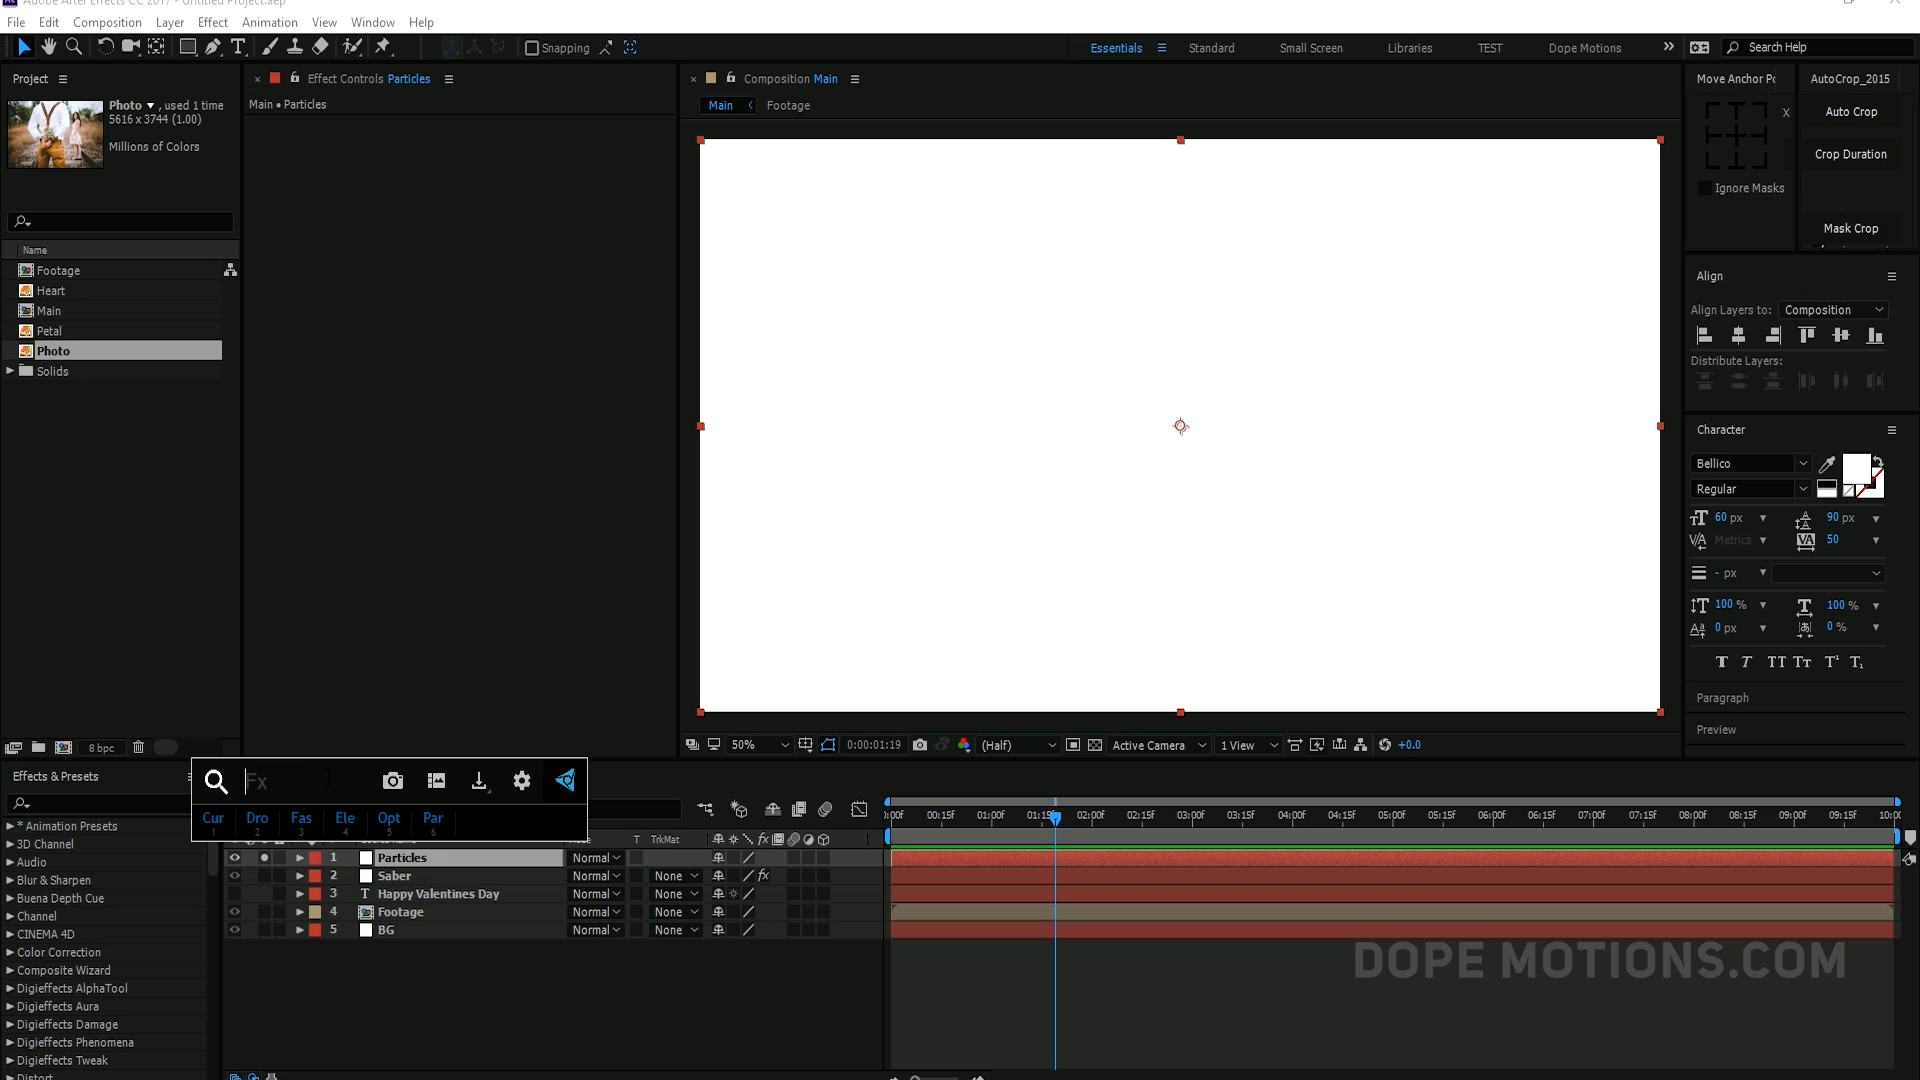 Adobe After Effects CC 2017 - Untitled Project.aep
File Edit Composition Layer Effect Animation View Window Help
Snapping
Essentials Standard Small Screen Libraries TEST Dope Motions Search Help
Project
Effect Controls Particles
Composition Main
Move Anchor Po
AutoCrop_2015
Photo , used 1 time
5616 x 3744 (1.00)
Millions of Colors
Main • Particles
Main Footage
X
Ignore Masks
Auto Crop
Crop Duration
Mask Crop
Name
Footage
Heart
Main
Petal
Photo
Solids
Align
Align Layers to: Composition
Distribute Layers:
Character
Bellico
Regular
60 px 90 px
Metrics 50
- px
100 % 100 %
0 px 0 %
Paragraph
Preview
8 bpc
50% 0:00:01:19 (Half) Active Camera 1 View +0.0
Effects & Presets
* Animation Presets
3D Channel
Audio
Blur & Sharpen
Buena Depth Cue
Channel
CINEMA 4D
Color Correction
Composite Wizard
Digieffects AlphaTool
Digieffects Aura
Digieffects Damage
Digieffects Phenomena
Digieffects Tweak
Distort
Fx
Cur Dro Fas Ele Opt Par
1 2 3 4 5 6
T TrkMat
1 Particles Normal
2 Saber Normal None fx
3 T Happy Valentines Day Normal None
4 Footage Normal None
5 BG Normal None
:00f 00:15f 01:00f 01:15f 02:00f 02:15f 03:00f 03:15f 04:00f 04:15f 05:00f 05:15f 06:00f 06:15f 07:00f 07:15f 08:00f 08:15f 09:00f 09:15f 10:00
DOPE MOTIONS.COM